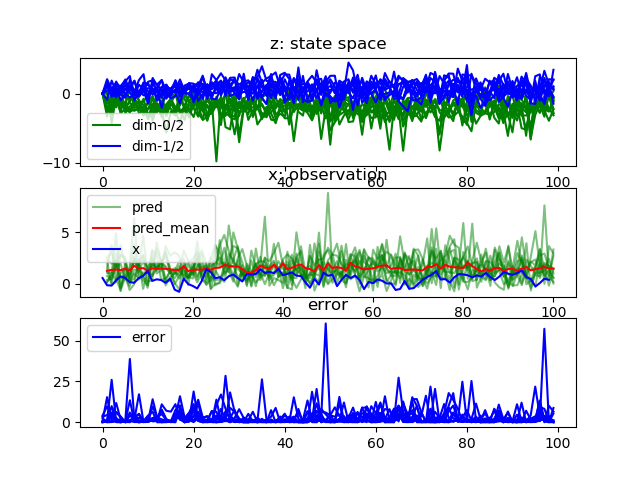 z: state space
0
−10
dim-0/2
dim-1/2
0 20 40 60 80 100
x: observation
5
0
pred
pred_mean
x
0 20 40 60 80 100
error
50
25
0
error
0 20 40 60 80 100